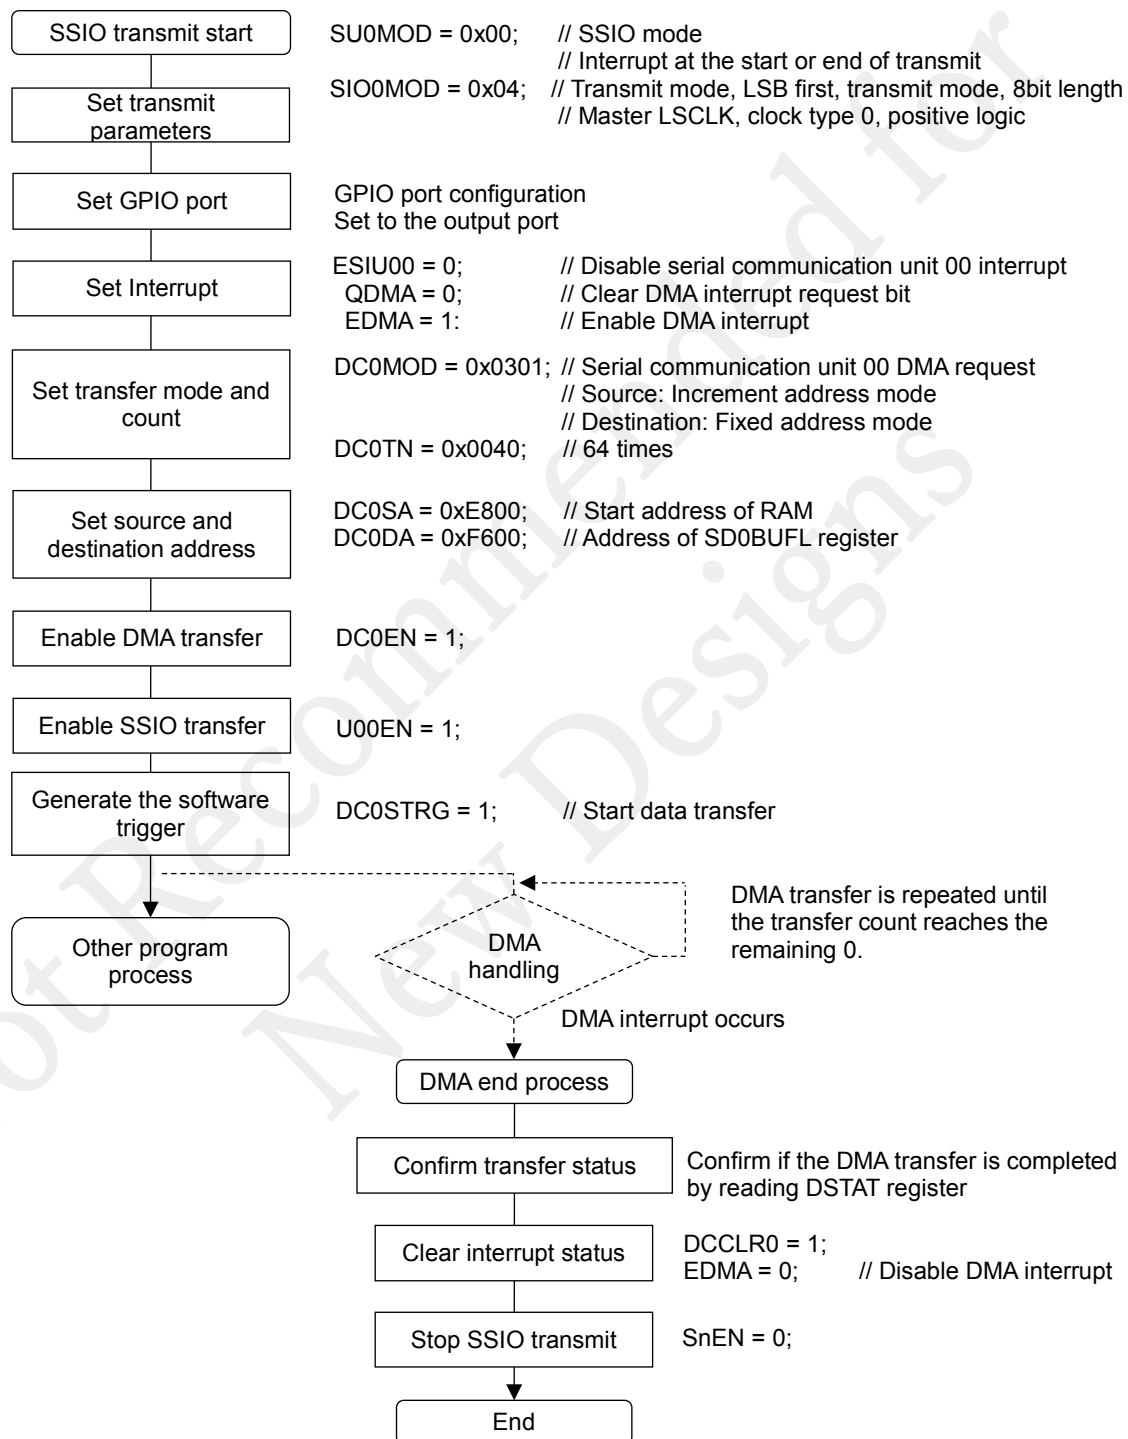 SSIO transmit start
SU0MOD = 0x00; // SSIO mode
// Interrupt at the start or end of transmit
Set transmit
parameters
SIO0MOD = 0x04; // Transmit mode, LSB first, transmit mode, 8bit length
// Master LSCLK, clock type 0, positive logic
Set GPIO port
GPIO port configuration
Set to the output port
Set Interrupt
ESIU00 = 0; // Disable serial communication unit 00 interrupt
QDMA = 0; // Clear DMA interrupt request bit
EDMA = 1: // Enable DMA interrupt
Set transfer mode and
count
DC0MOD = 0x0301; // Serial communication unit 00 DMA request
// Source: Increment address mode
// Destination: Fixed address mode
DC0TN = 0x0040; // 64 times
Set source and
destination address
DC0SA = 0xE800; // Start address of RAM
DC0DA = 0xF600; // Address of SD0BUFL register
Enable DMA transfer
DC0EN = 1;
Enable SSIO transfer
U00EN = 1;
Generate the software
trigger
DC0STRG = 1; // Start data transfer
Other program
process
DMA
handling
DMA transfer is repeated until
the transfer count reaches the
remaining 0.
DMA interrupt occurs
DMA end process
Confirm transfer status
Confirm if the DMA transfer is completed
by reading DSTAT register
Clear interrupt status
DCCLR0 = 1;
EDMA = 0; // Disable DMA interrupt
Stop SSIO transmit
SnEN = 0;
End
ot Recommended for
New Designs